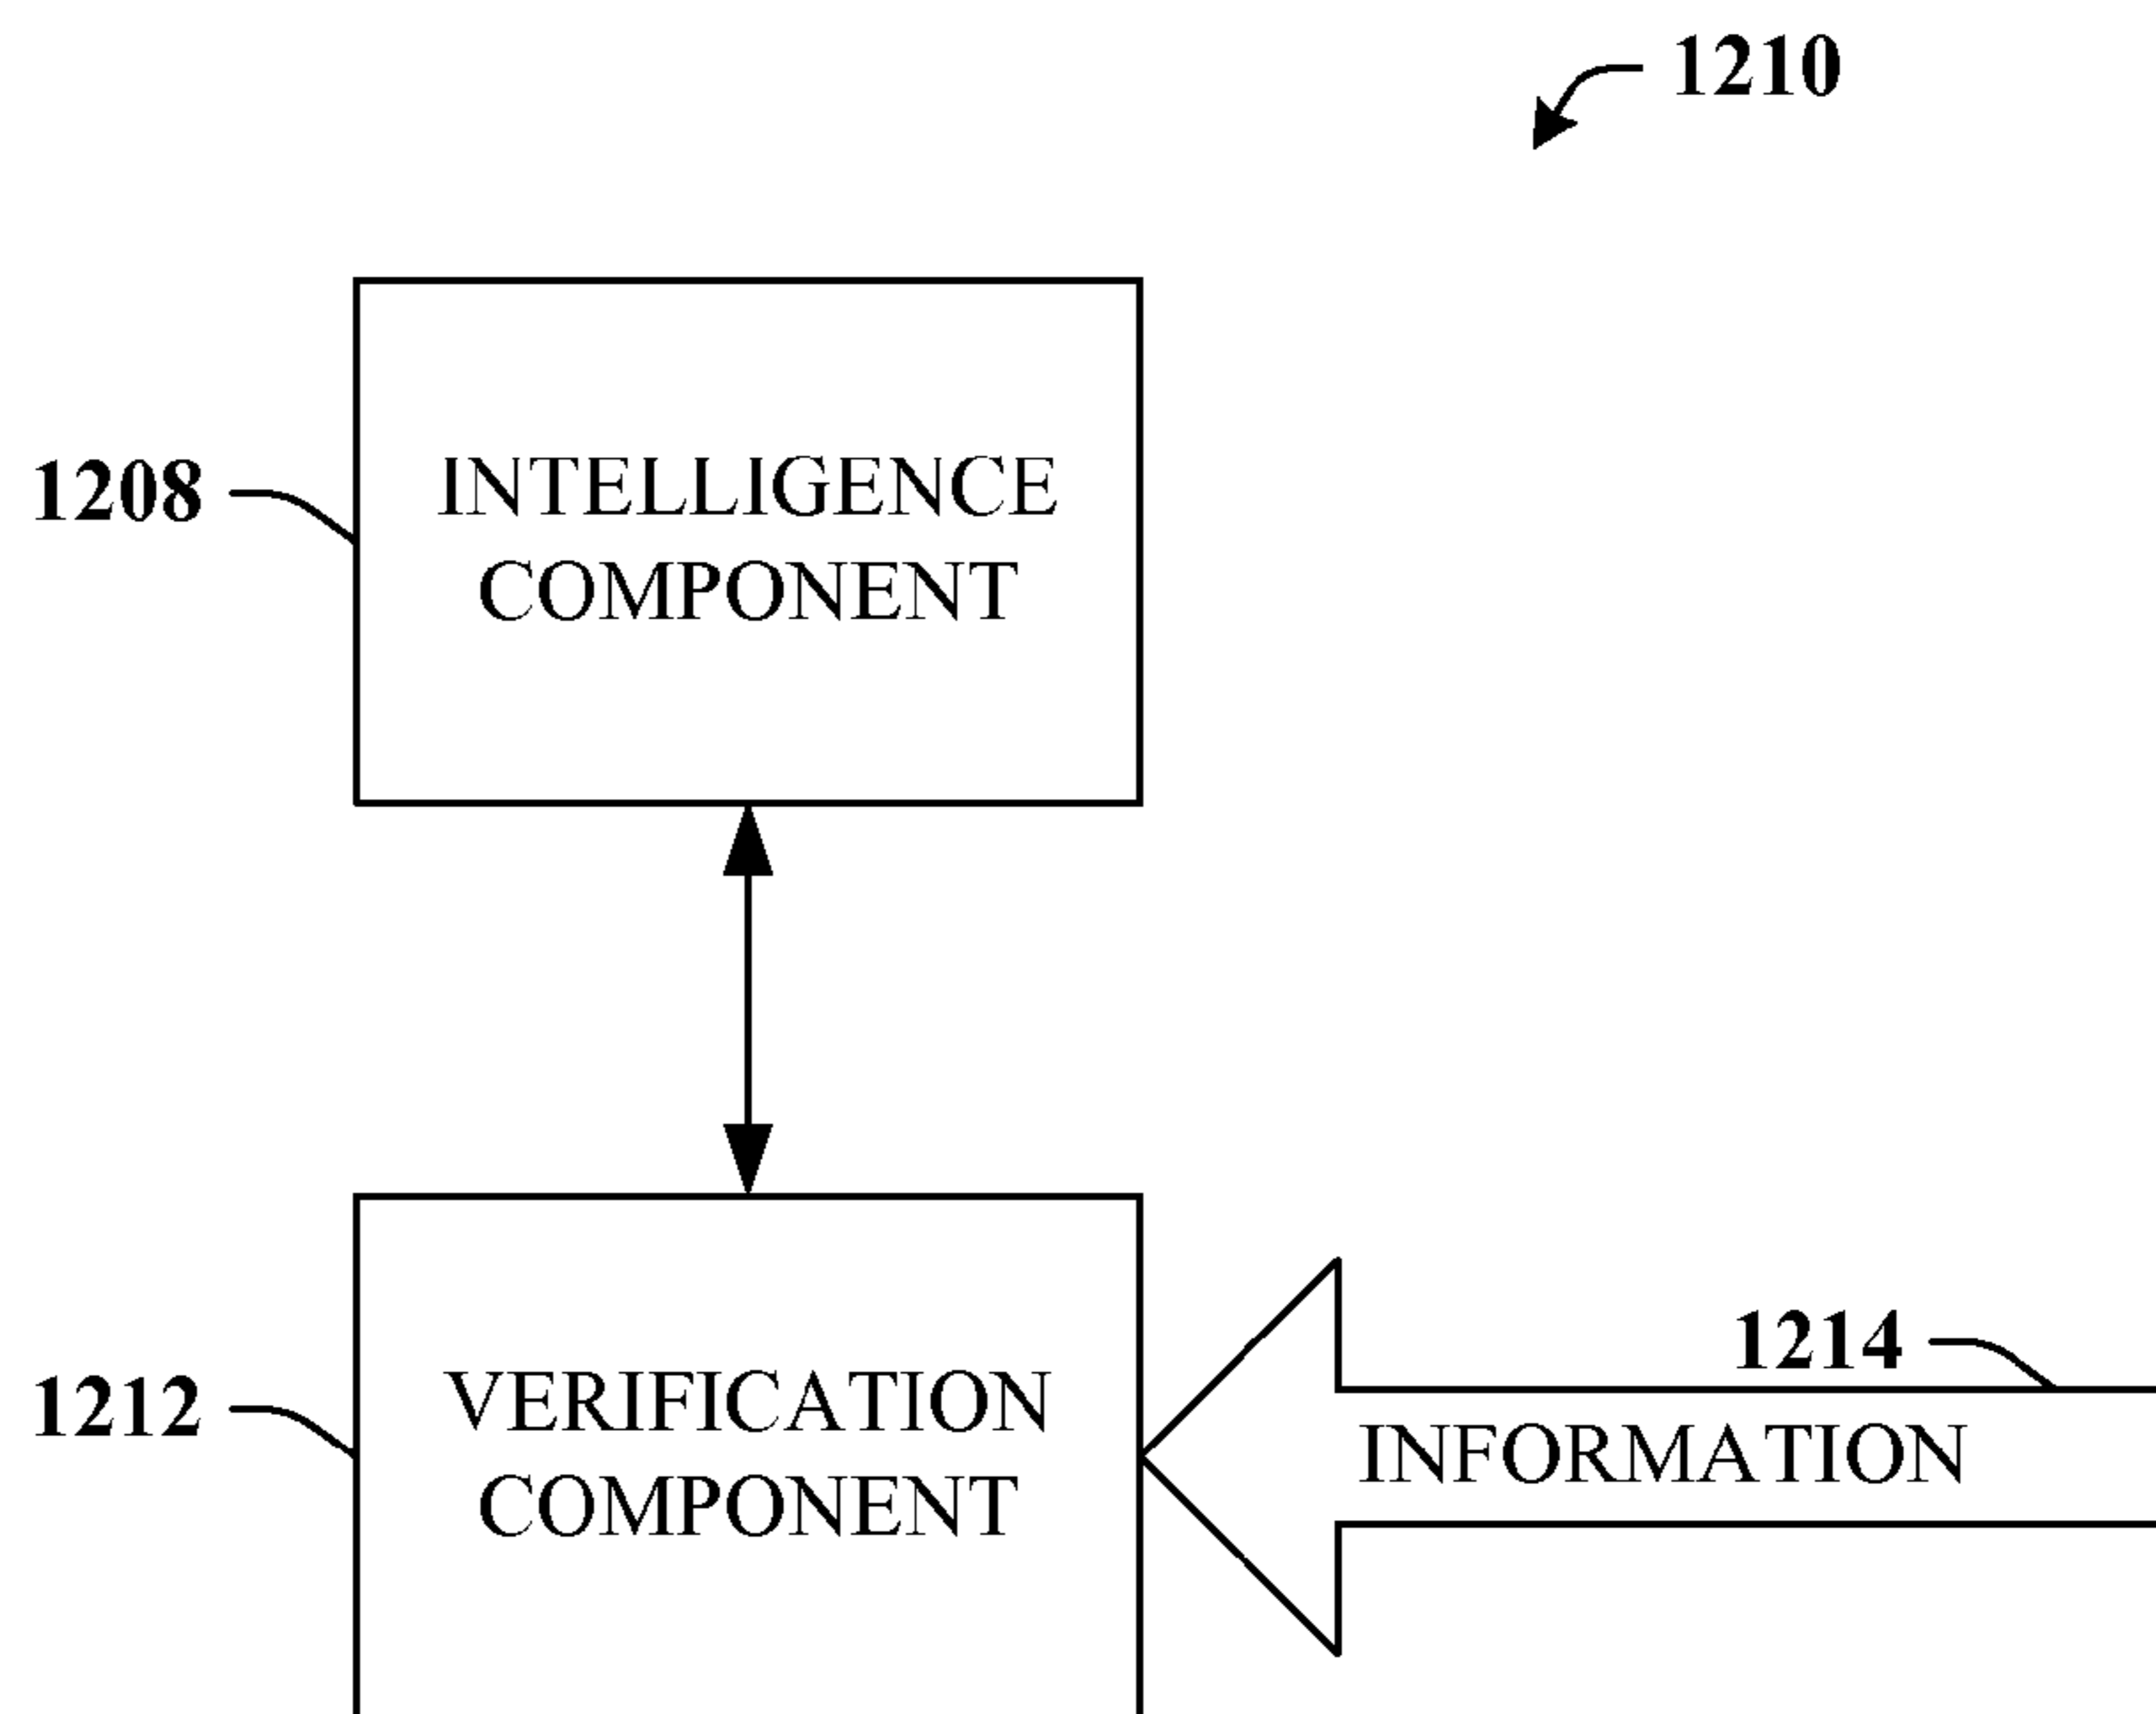 1210
1208
INTELLIGENCE
COMPONENT
1214
1212
VERIFICATION
COMPONENT
INFORMATION